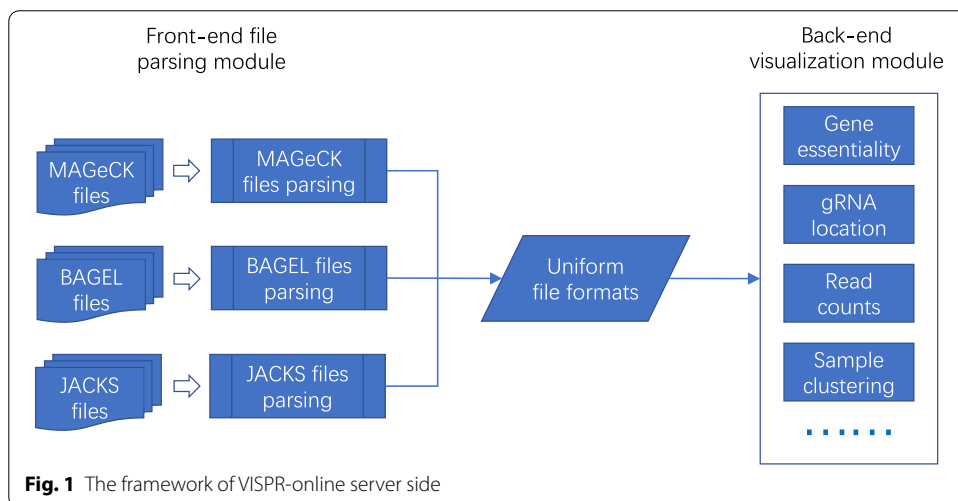 Front-end file
parsing module
Back-end
visualization module
MAGeCK
files
MAGeCK
files parsing
BAGEL
files
BAGEL files
parsing
JACKS
files
JACKS files
parsing
Uniform
file formats
Gene
essentiality
gRNA
location
Read
counts
Sample
clustering
......
Fig. 1 The framework of VISPR-online server side